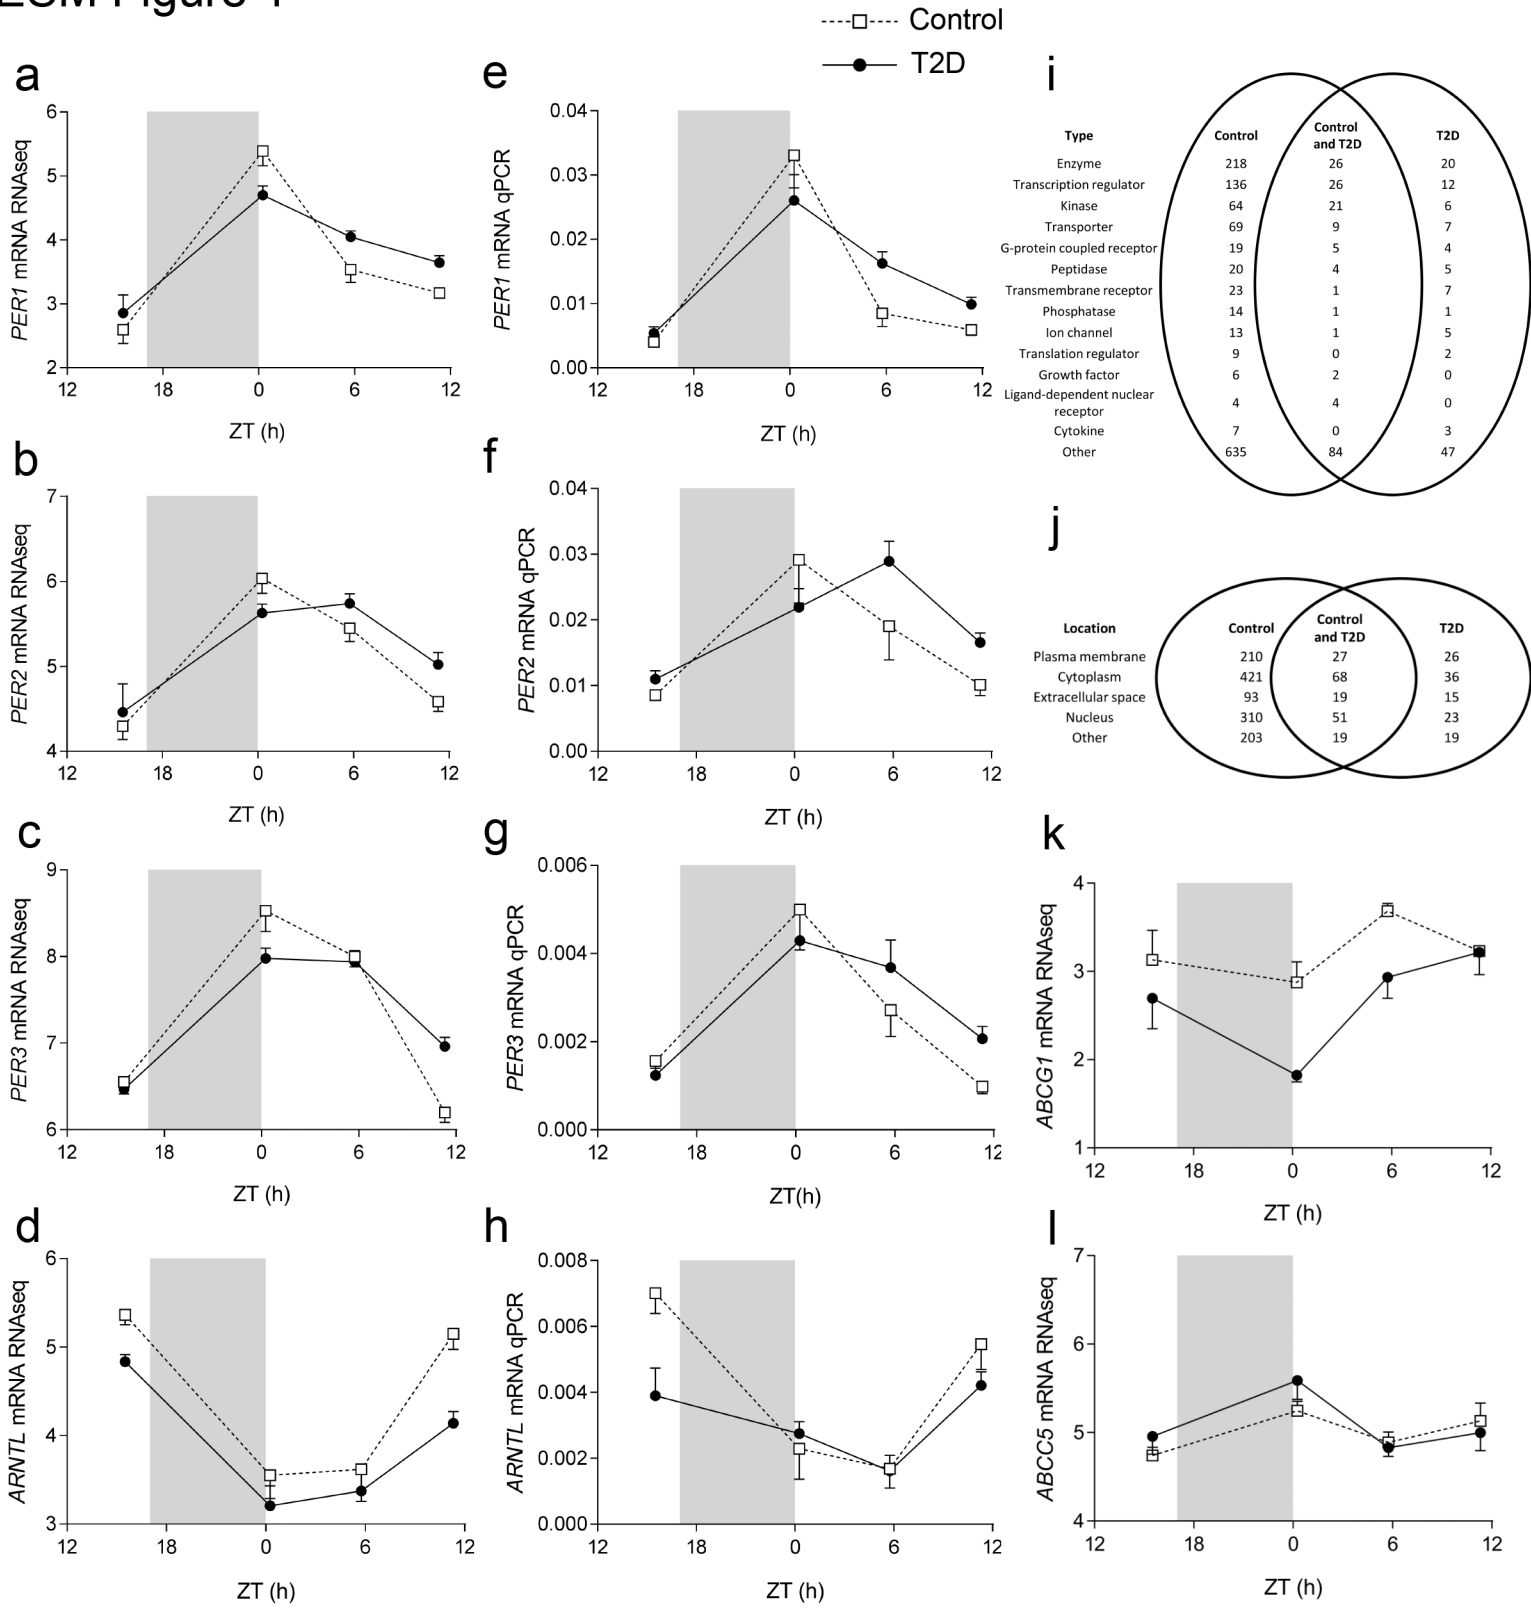 Control
T2D
a
PER1 mRNA RNAseq
6
5
4
3
2
12 18 0 6 12
ZT (h)
b
PER2 mRNA RNAseq
7
6
5
4
12 18 0 6 12
ZT (h)
c
PER3 mRNA RNAseq
9
8
7
6
12 18 0 6 12
ZT (h)
d
ARNTL mRNA RNAseq
6
5
4
3
12 18 0 6 12
ZT (h)
e
PER1 mRNA qPCR
0.04
0.03
0.02
0.01
0.00
12 18 0 6 12
ZT (h)
f
PER2 mRNA qPCR
0.04
0.03
0.02
0.01
0.00
12 18 0 6 12
ZT (h)
g
PER3 mRNA qPCR
0.006
0.004
0.002
0.000
12 18 0 6 12
ZT(h)
h
ARNTL mRNA qPCR
0.008
0.006
0.004
0.002
0.000
12 18 0 6 12
ZT (h)
i
Type Control Control and T2D T2D
Enzyme 218 26 20
Transcription regulator 136 26 12
Kinase 64 21 6
Transporter 69 9 7
G-protein coupled receptor 19 5 4
Peptidase 20 4 5
Transmembrane receptor 23 1 7
Phosphatase 14 1 1
Ion channel 13 1 5
Translation regulator 9 0 2
Growth factor 6 2 0
Ligand-dependent nuclear
receptor 4 4 0
Cytokine 7 0 3
Other 635 84 47
j
Location Control Control and T2D T2D
Plasma membrane 210 27 26
Cytoplasm 421 68 36
Extracellular space 93 19 15
Nucleus 310 51 23
Other 203 19 19
k
ABCG1 mRNA RNAseq
4
3
2
1
12 18 0 6 12
ZT (h)
l
ABCC5 mRNA RNAseq
7
6
5
4
12 18 0 6 12
ZT (h)